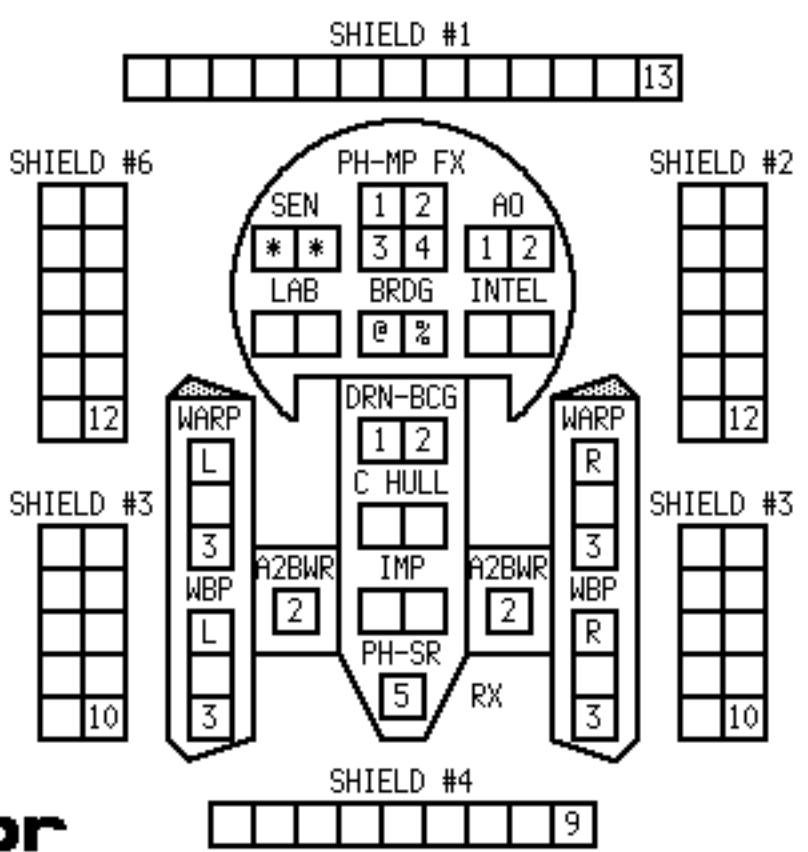 SHIELD #1
13
SHIELD #6 PH-MP FX SHIELD #2
SEN 1 2 AO
* * 3 4 1 2
LAB BRDG INTEL
@ %
DRN-BCG
12 WARP 1 2 WARP 12
L C HULL R
SHIELD #3 SHIELD #3
3 3
A2BWR IMP A2BWR
WBP 2 2 WBP
L R
PH-SR
10 3 5 RX 3 10
SHIELD #4
or 9